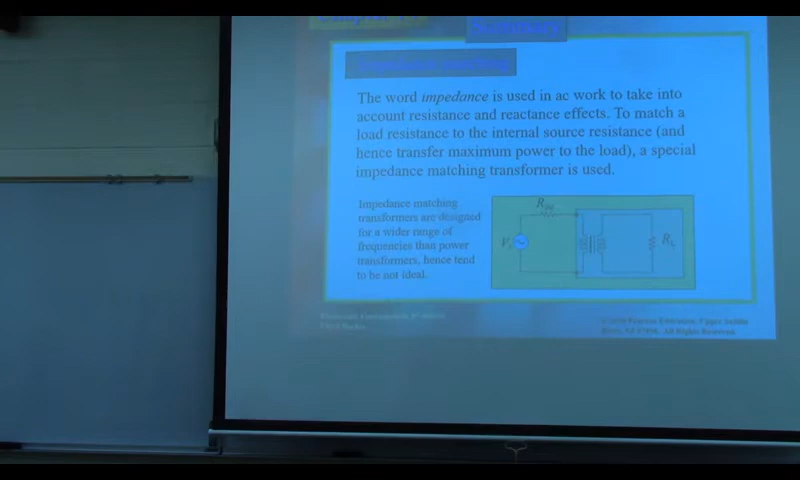 Summary
Impedance matching
The word impedance is used in ac work to take into
account resistance and reactance effects. To match a
load resistance to the internal source resistance (and
hence transfer maximum power to the load), a special
impedance matching transformer is used.
Impedance matching
transformers are designed
for a wider range of
frequencies than power
transformers, hence tend
to be not ideal.
R
V
R